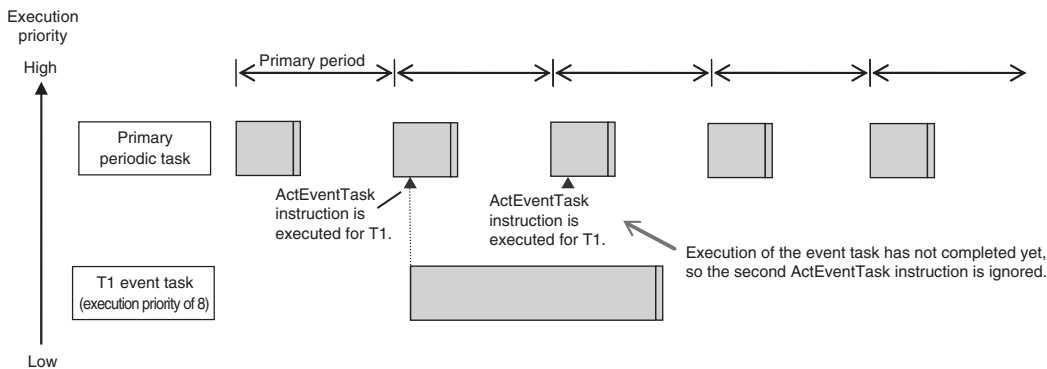 Execution
priority
High
Primary period
Primary
periodic task
ActEventTask
instruction is
executed for T1.
ActEventTask
instruction is
executed for T1.
Execution of the event task has not completed yet,
so the second ActEventTask instruction is ignored.
T1 event task
(execution priority of 8)
Low